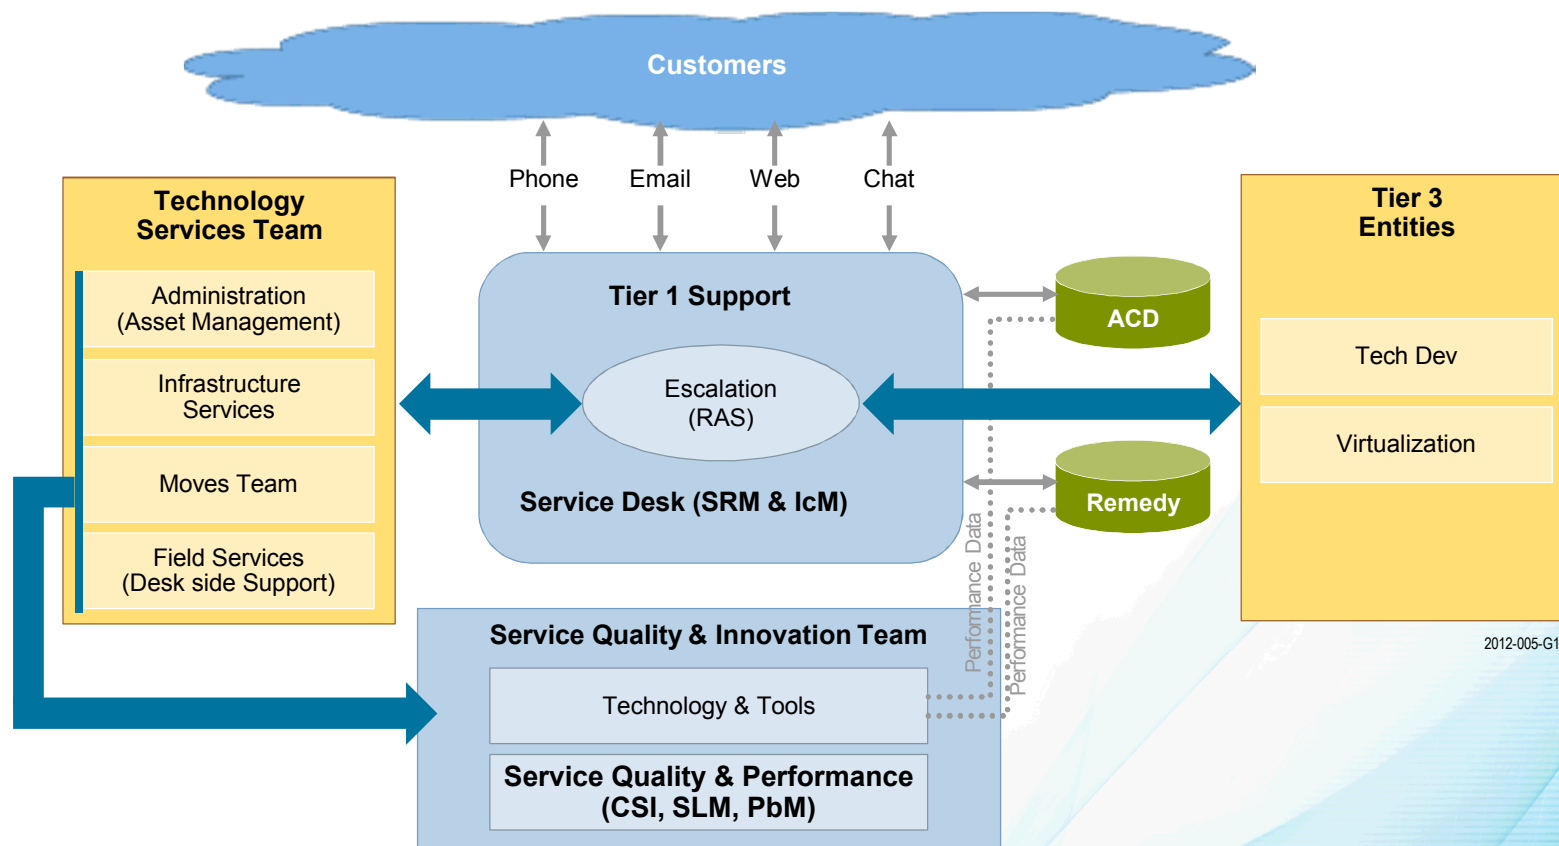 Customers
Phone
Email
Web
Chat
Technology
Services Team
Administration
(Asset Management)
Infrastructure
Services
Moves Team
Field Services
(Desk side Support)
Tier 1 Support
Escalation
(RAS)
Service Desk (SRM & IcM)
ACD
Remedy
Performance Data
Performance Data
Tier 3
Entities
Tech Dev
Virtualization
2012-005-G1
Service Quality & Innovation Team
Technology & Tools
Service Quality & Performance
(CSI, SLM, PbM)